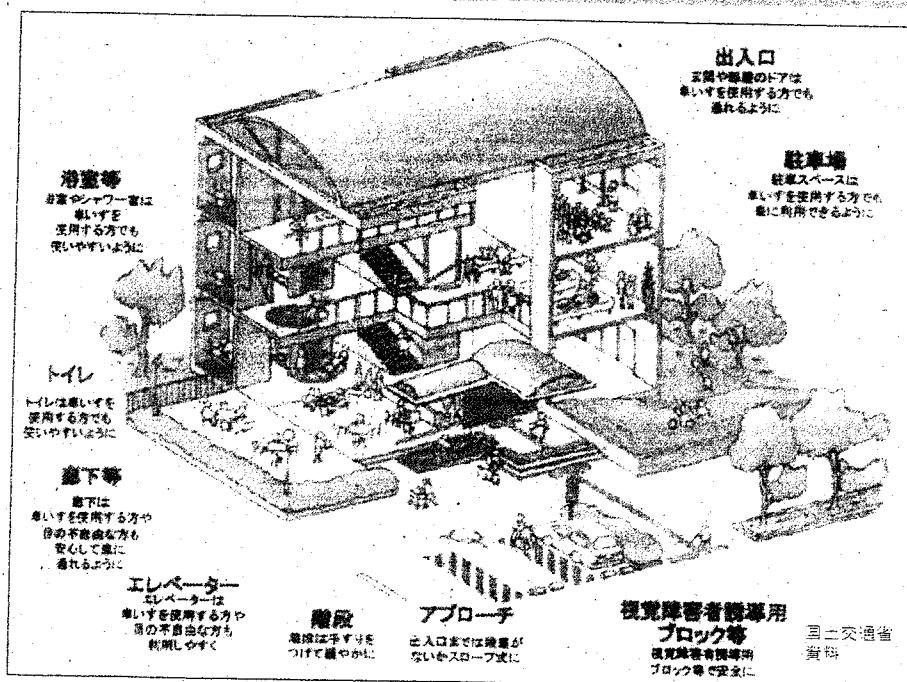 出入口
玄関や部屋のドアは
車いすを使用する方でも
通れるように
駐車場
駐車スペースは
車いすを使用する方でも
楽に利用できるように
浴室等
浴室やシャワー室は
車いすを
使用する方でも
使いやすいように
トイレ
トイレは車いすを
使用する方でも
使いやすいように
廊下等
廊下は
車いすを使用する方や
目の不自由な方も
安心して楽に
通れるように
エレベーター
エレベーターは
車いすを使用する方や
目の不自由な方も
利用しやすく
階段
階段は手すりを
つけて緩やかに
アプローチ
出入口までは段差が
ないかスロープ式に
視覚障害者誘導用
ブロック等
視覚障害者誘導用
ブロック等で安全に
国土交通省
資料